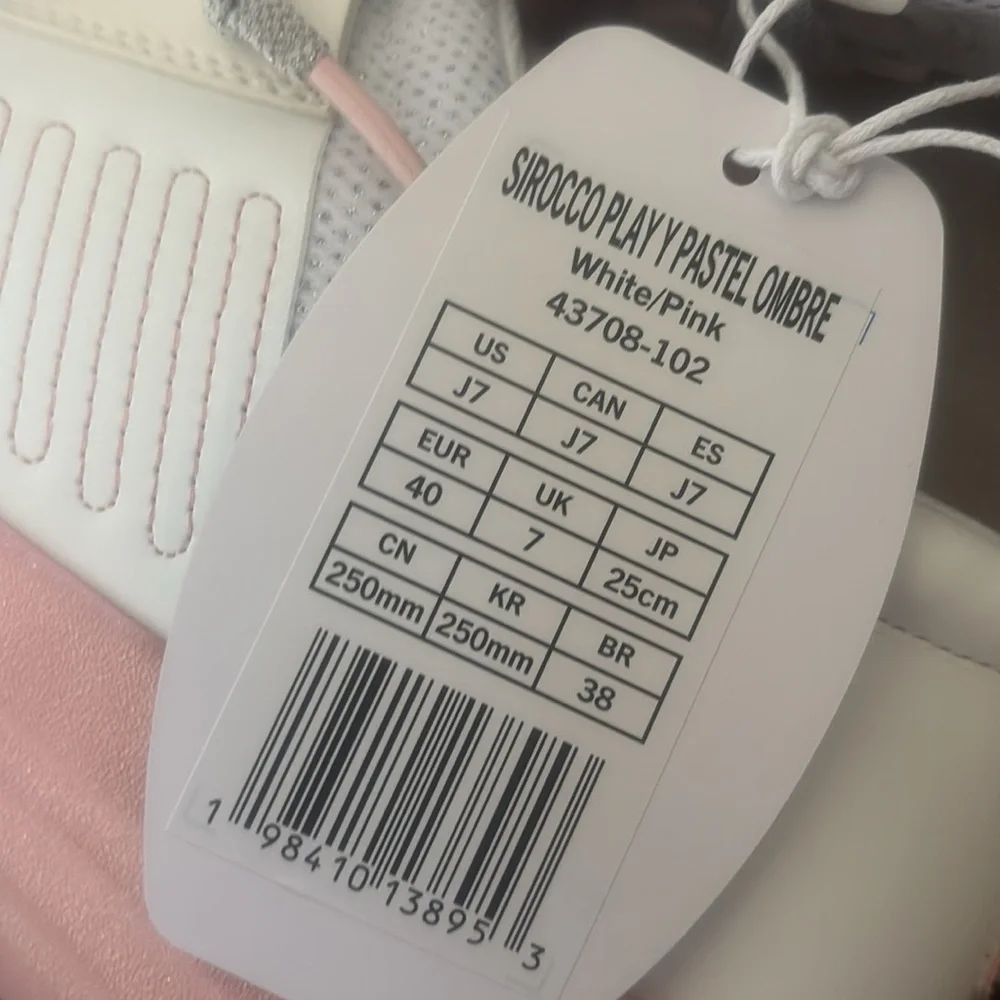 SIROCCO PLAY Y PASTEL OMBRE
White/Pink
43708-102
US CAN ES
J7 J7 J7
EUR UK JP
40 7 25cm
CN KR BR
250mm 250mm 38
1 98410 13895 3